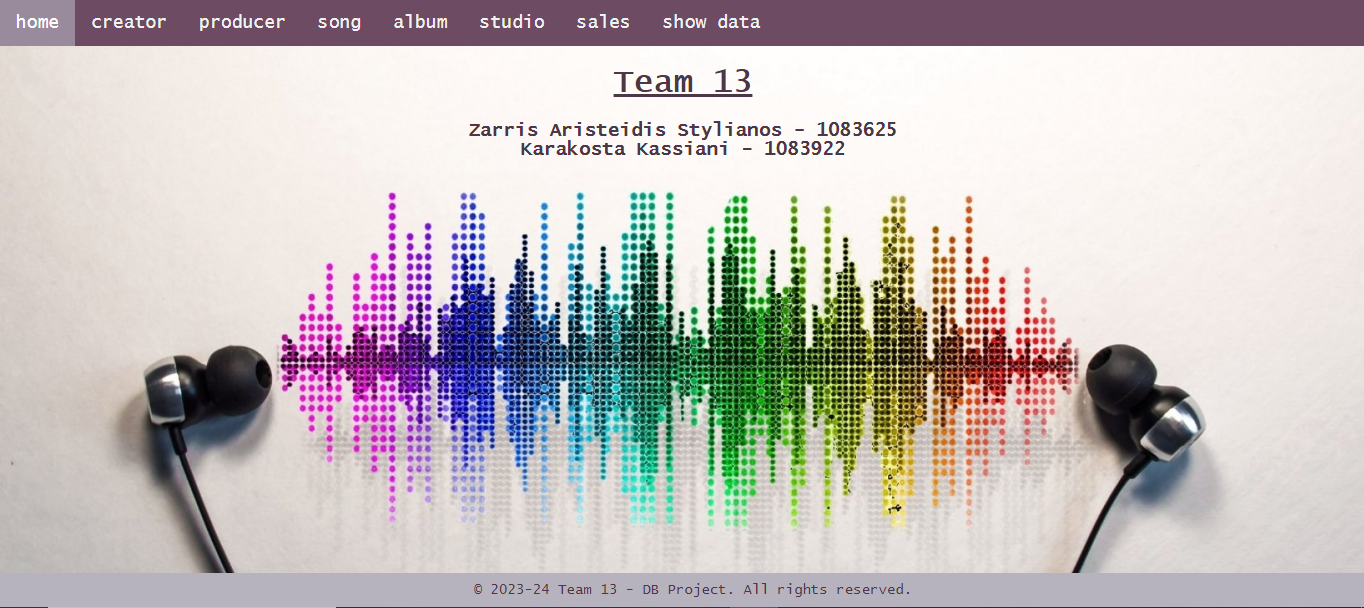 home creator producer song album studio sales show data
Team 13
Zarris Aristeidis Stylianos - 1083625
Karakosta Kassiani - 1083922
© 2023-24 Team 13 - DB Project. All rights reserved.